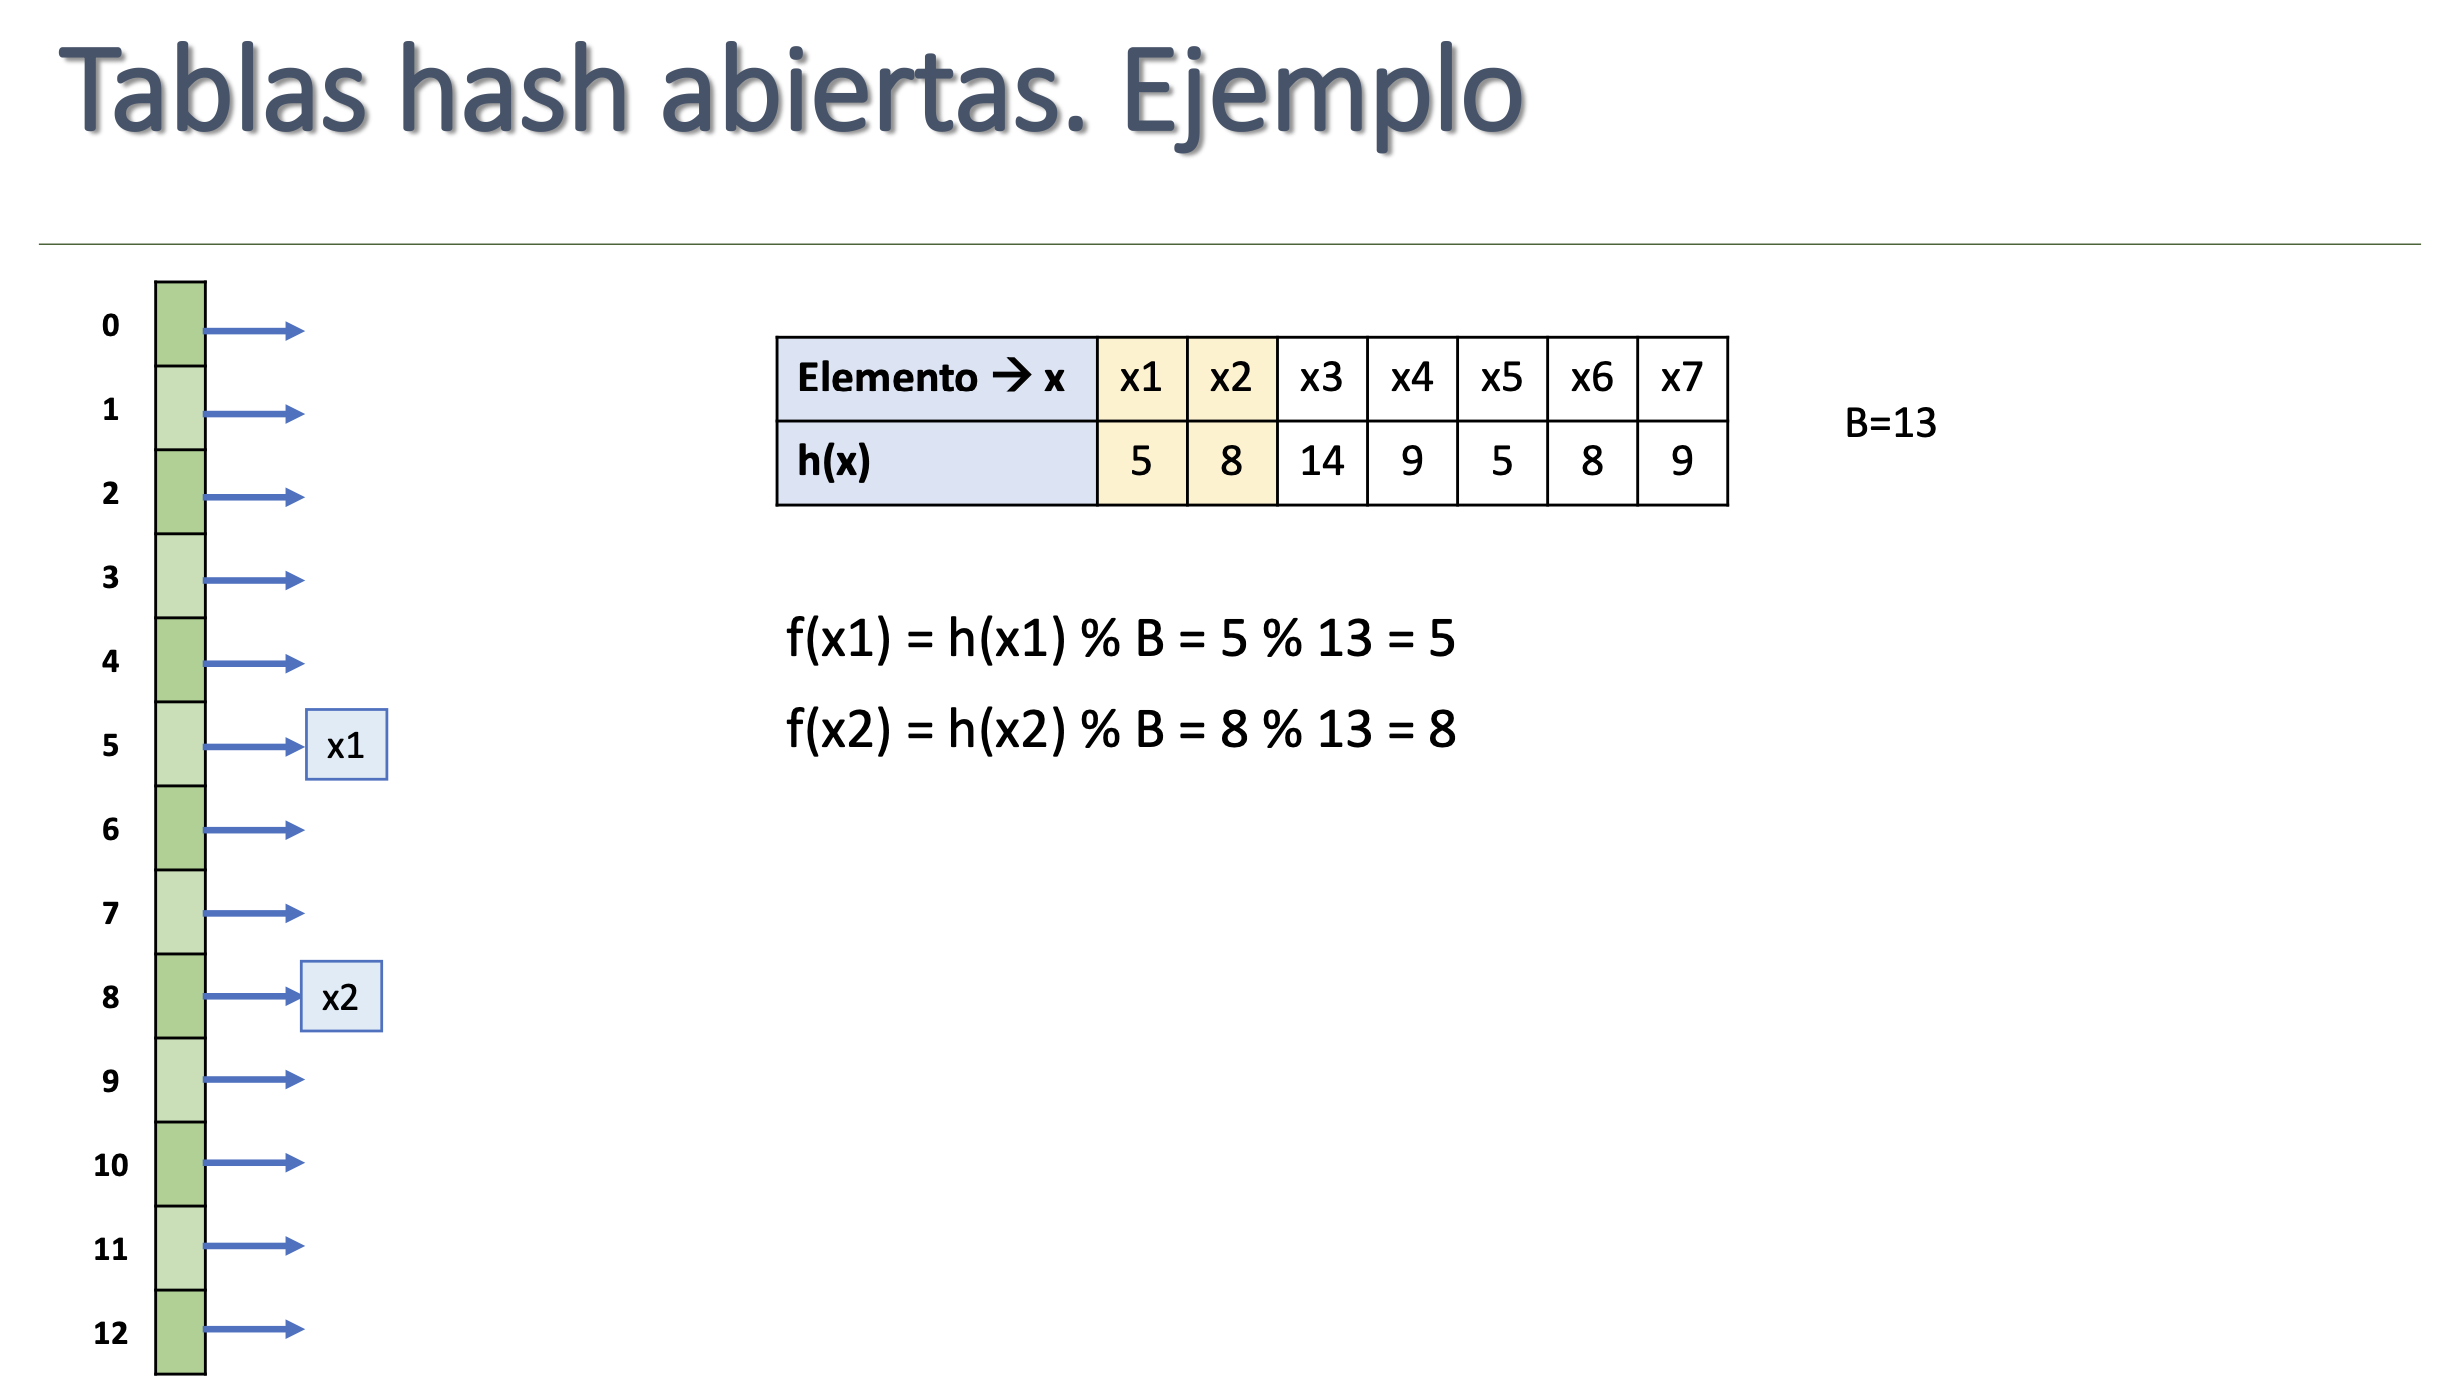 Tablas hash abiertas. Ejemplo
0
1
2
3
4
5 x1
6
7
8 x2
9
10
11
12
Elemento → x x1 x2 x3 x4 x5 x6 x7
h(x) 5 8 14 9 5 8 9
B=13
f(x1) = h(x1) % B = 5 % 13 = 5
f(x2) = h(x2) % B = 8 % 13 = 8